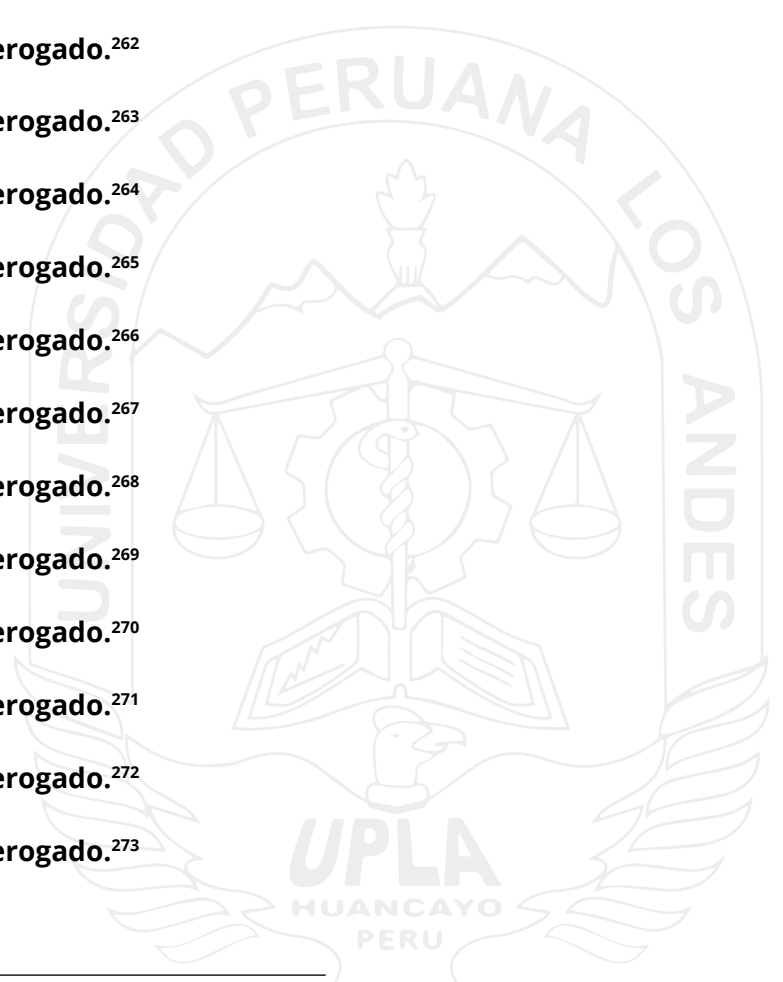 erogado.262
erogado.263
erogado.264
erogado.265
erogado.266
erogado.267
erogado.268
erogado.269
erogado.270
erogado.271
erogado.272
erogado.273
UNIVERSIDAD PERUANA LOS ANDES
UPLA
HUANCAYO
PERU